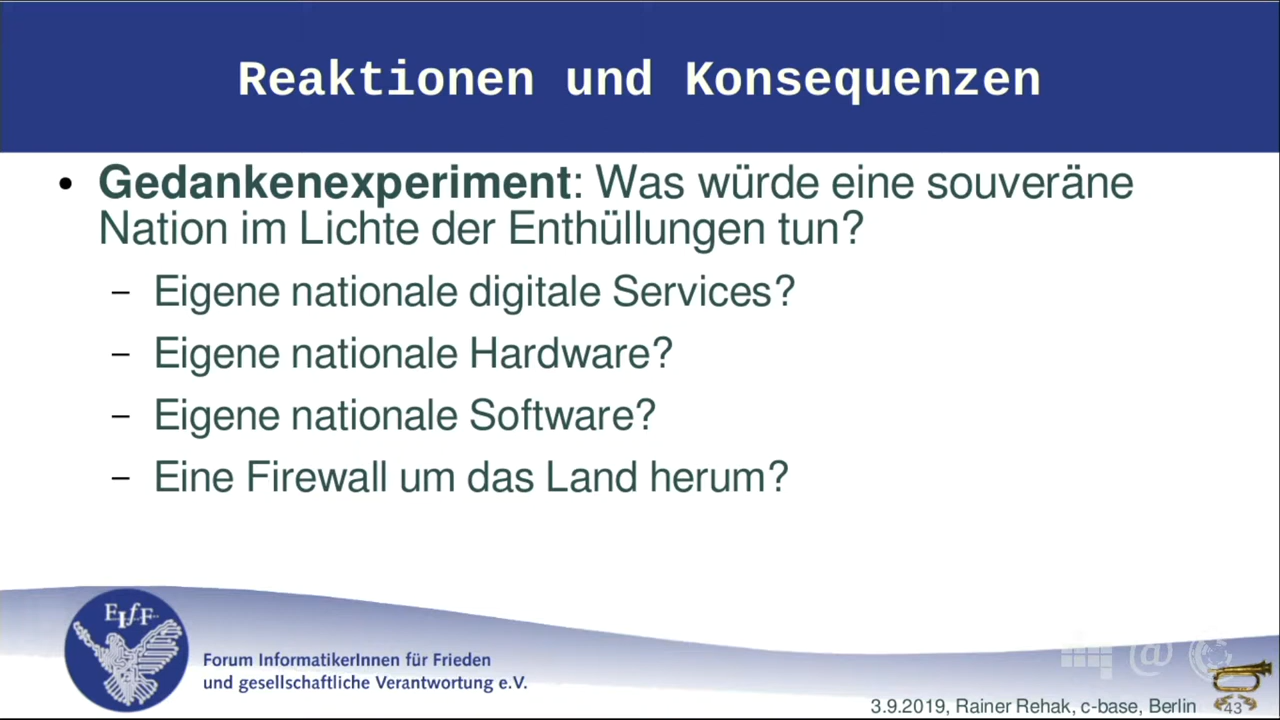 Reaktionen und Konsequenzen
• Gedankenexperiment: Was würde eine souveräne
Nation im Lichte der Enthüllungen tun?
– Eigene nationale digitale Services?
– Eigene nationale Hardware?
– Eigene nationale Software?
– Eine Firewall um das Land herum?
FIfF
Forum InformatikerInnen für Frieden
und gesellschaftliche Verantwortung e.V.
@
3.9.2019, Rainer Rehak, c-base, Berlin
43